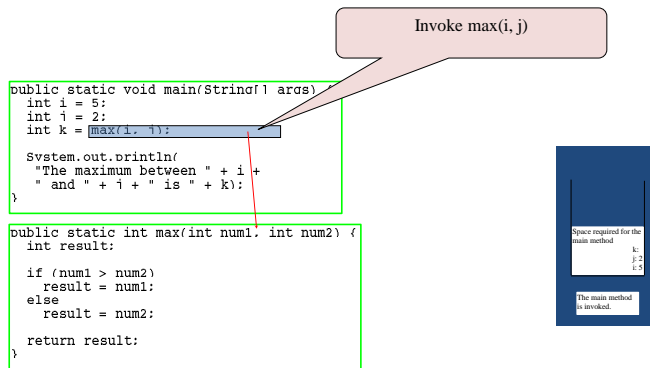 Invoke max(i, j)
public static void main(String[] args) {
int i = 5;
int j = 2;
int k = max(i, j);
System.out.println(
"The maximum between " + i +
" and " + j + " is " + k);
}
public static int max(int num1, int num2) {
int result;
if (num1 > num2)
result = num1;
else
result = num2;
return result;
}
Space required for the
main method
k:
j: 2
i: 5
The main method
is invoked.